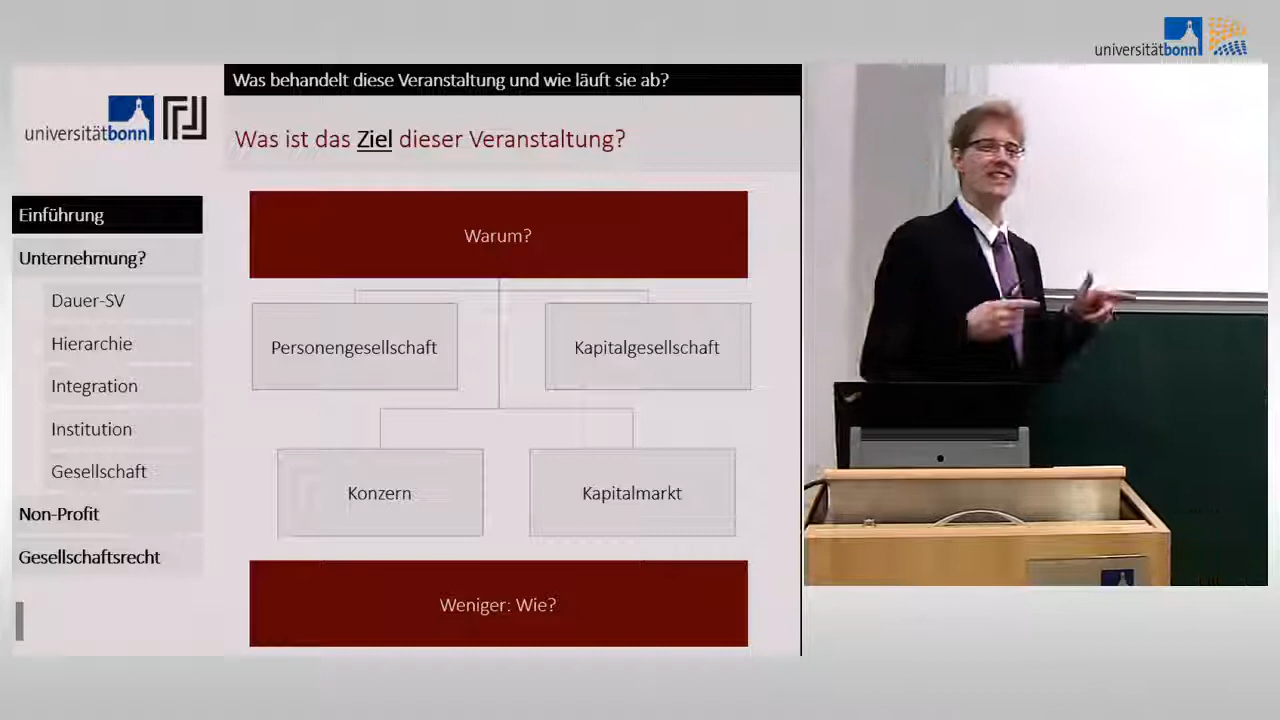 universitätbonn
Was behandelt diese Veranstaltung und wie läuft sie ab?
universitätbonn
Was ist das Ziel dieser Veranstaltung?
Einführung
Unternehmung?
Dauer-SV
Hierarchie
Integration
Institution
Gesellschaft
Non-Profit
Gesellschaftsrecht
Warum?
Personengesellschaft
Kapitalgesellschaft
Konzern
Kapitalmarkt
Weniger: Wie?